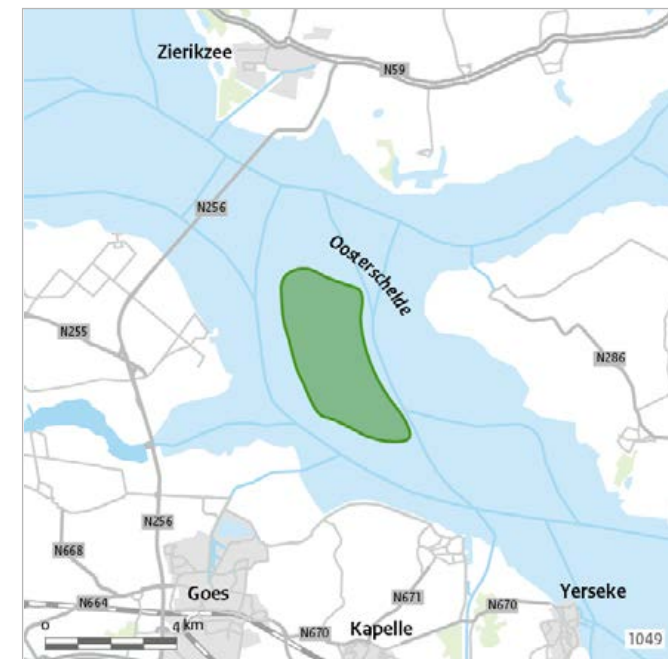 Zierikzee
N59
N256
Oosterschelde
N255
N286
N256
N668
Goes
N671
Yerseke
N664
N670
0 4 km
N670
Kapelle
1049